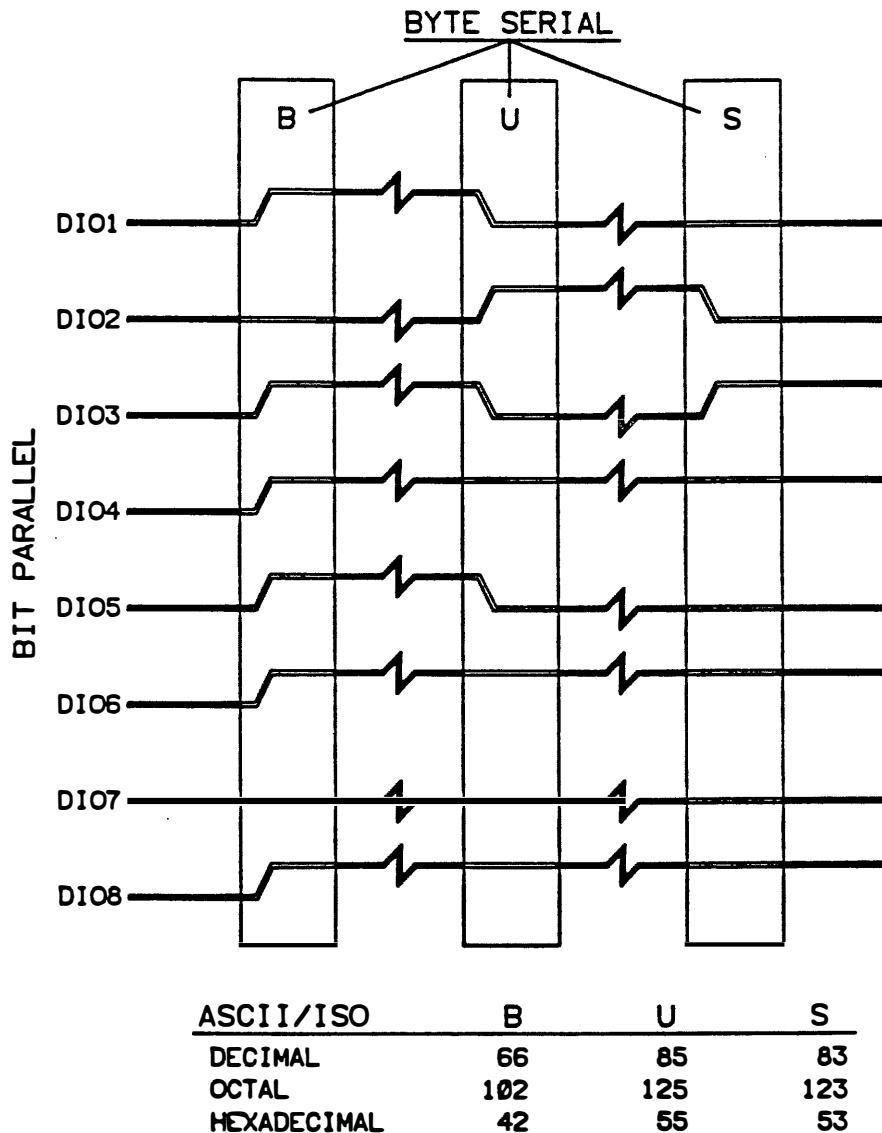 BYTE SERIAL
B U S
DIO1
DIO2
DIO3
DIO4
DIO5
DIO6
DIO7
DIO8
BIT PARALLEL
ASCII/ISO B U S
DECIMAL 66 85 83
OCTAL 102 125 123
HEXADECIMAL 42 55 53